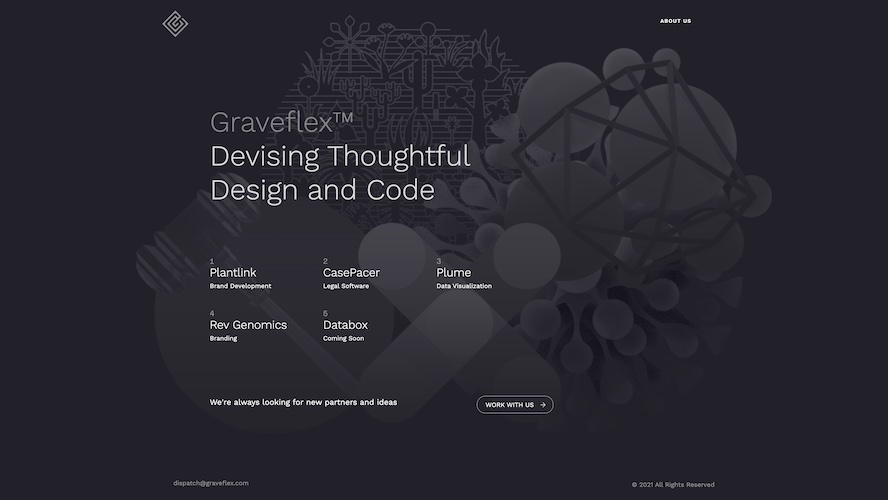 ABOUT US
Graveflex™
Devising Thoughtful
Design and Code
1
Plantlink
Brand Development
2
CasePacer
Legal Software
3
Plume
Data Visualization
4
Rev Genomics
Branding
5
Databox
Coming Soon
We're always looking for new partners and ideas
WORK WITH US →
dispatch@graveflex.com
© 2021 All Rights Reserved